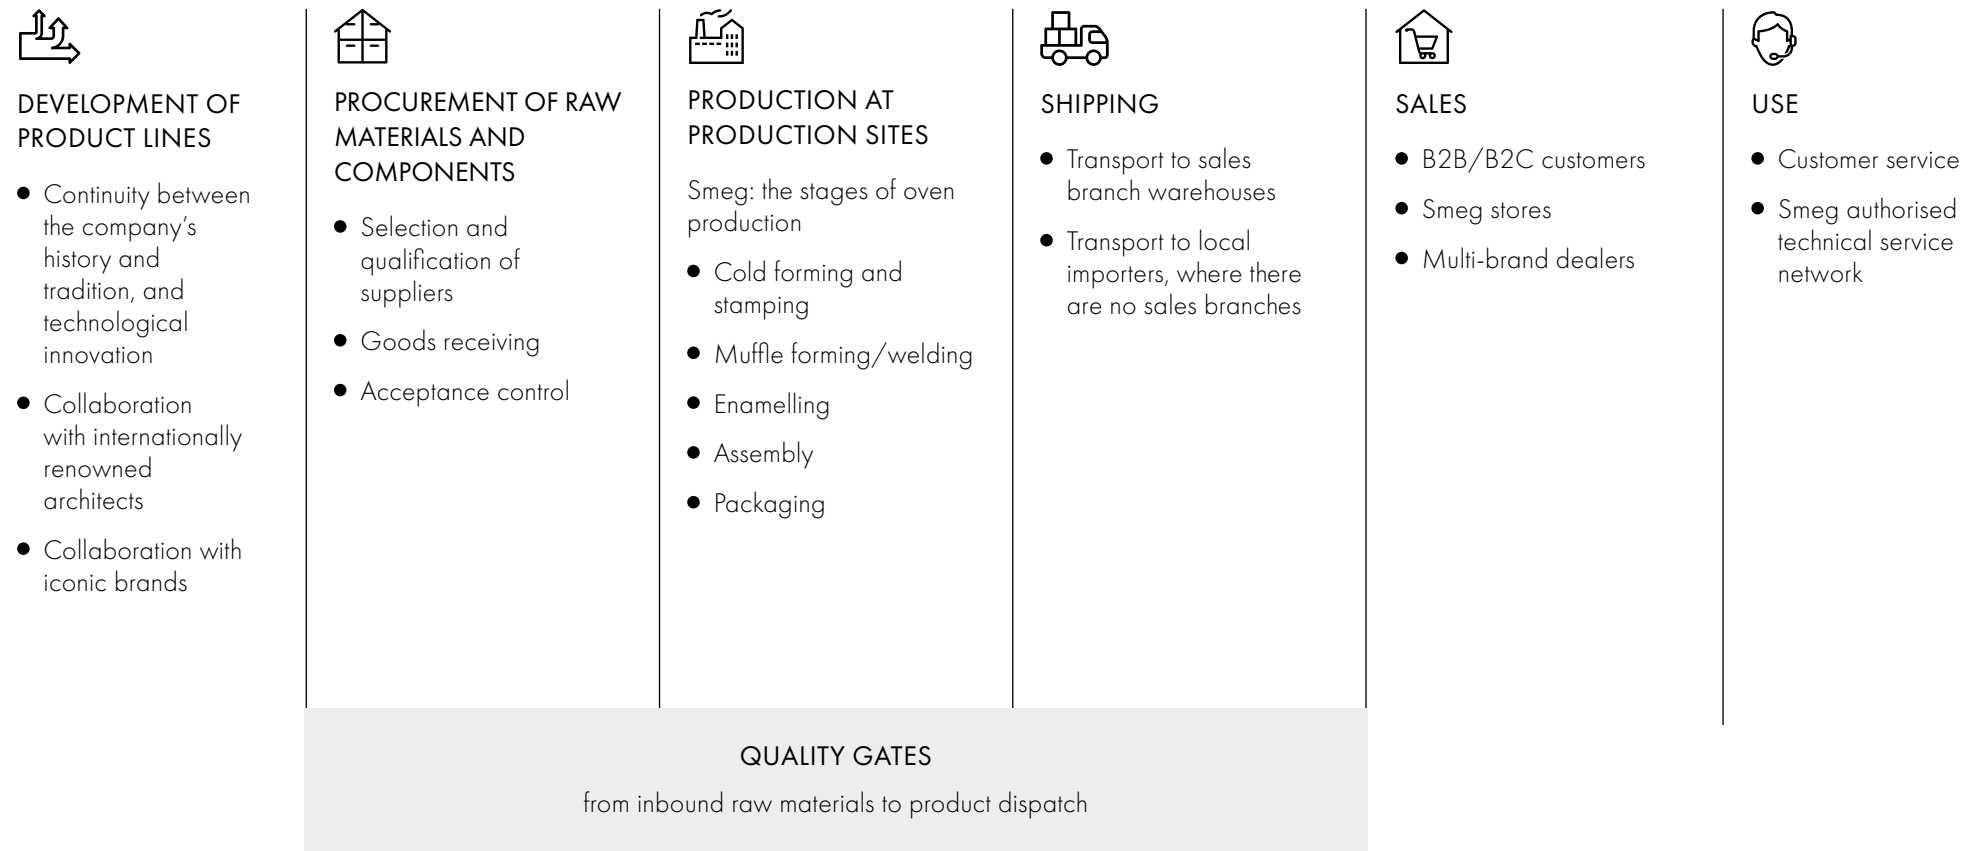 DEVELOPMENT OF
PRODUCT LINES
● Continuity between
the company’s
history and
tradition, and
technological
innovation
● Collaboration
with internationally
renowned
architects
● Collaboration with
iconic brands
PROCUREMENT OF RAW
MATERIALS AND
COMPONENTS
● Selection and
qualification of
suppliers
● Goods receiving
● Acceptance control
PRODUCTION AT
PRODUCTION SITES
Smeg: the stages of oven
production
● Cold forming and
stamping
● Muffle forming/welding
● Enamelling
● Assembly
● Packaging
SHIPPING
● Transport to sales
branch warehouses
● Transport to local
importers, where there
are no sales branches
SALES
● B2B/B2C customers
● Smeg stores
● Multi-brand dealers
USE
● Customer service
● Smeg authorised
technical service
network
QUALITY GATES
from inbound raw materials to product dispatch